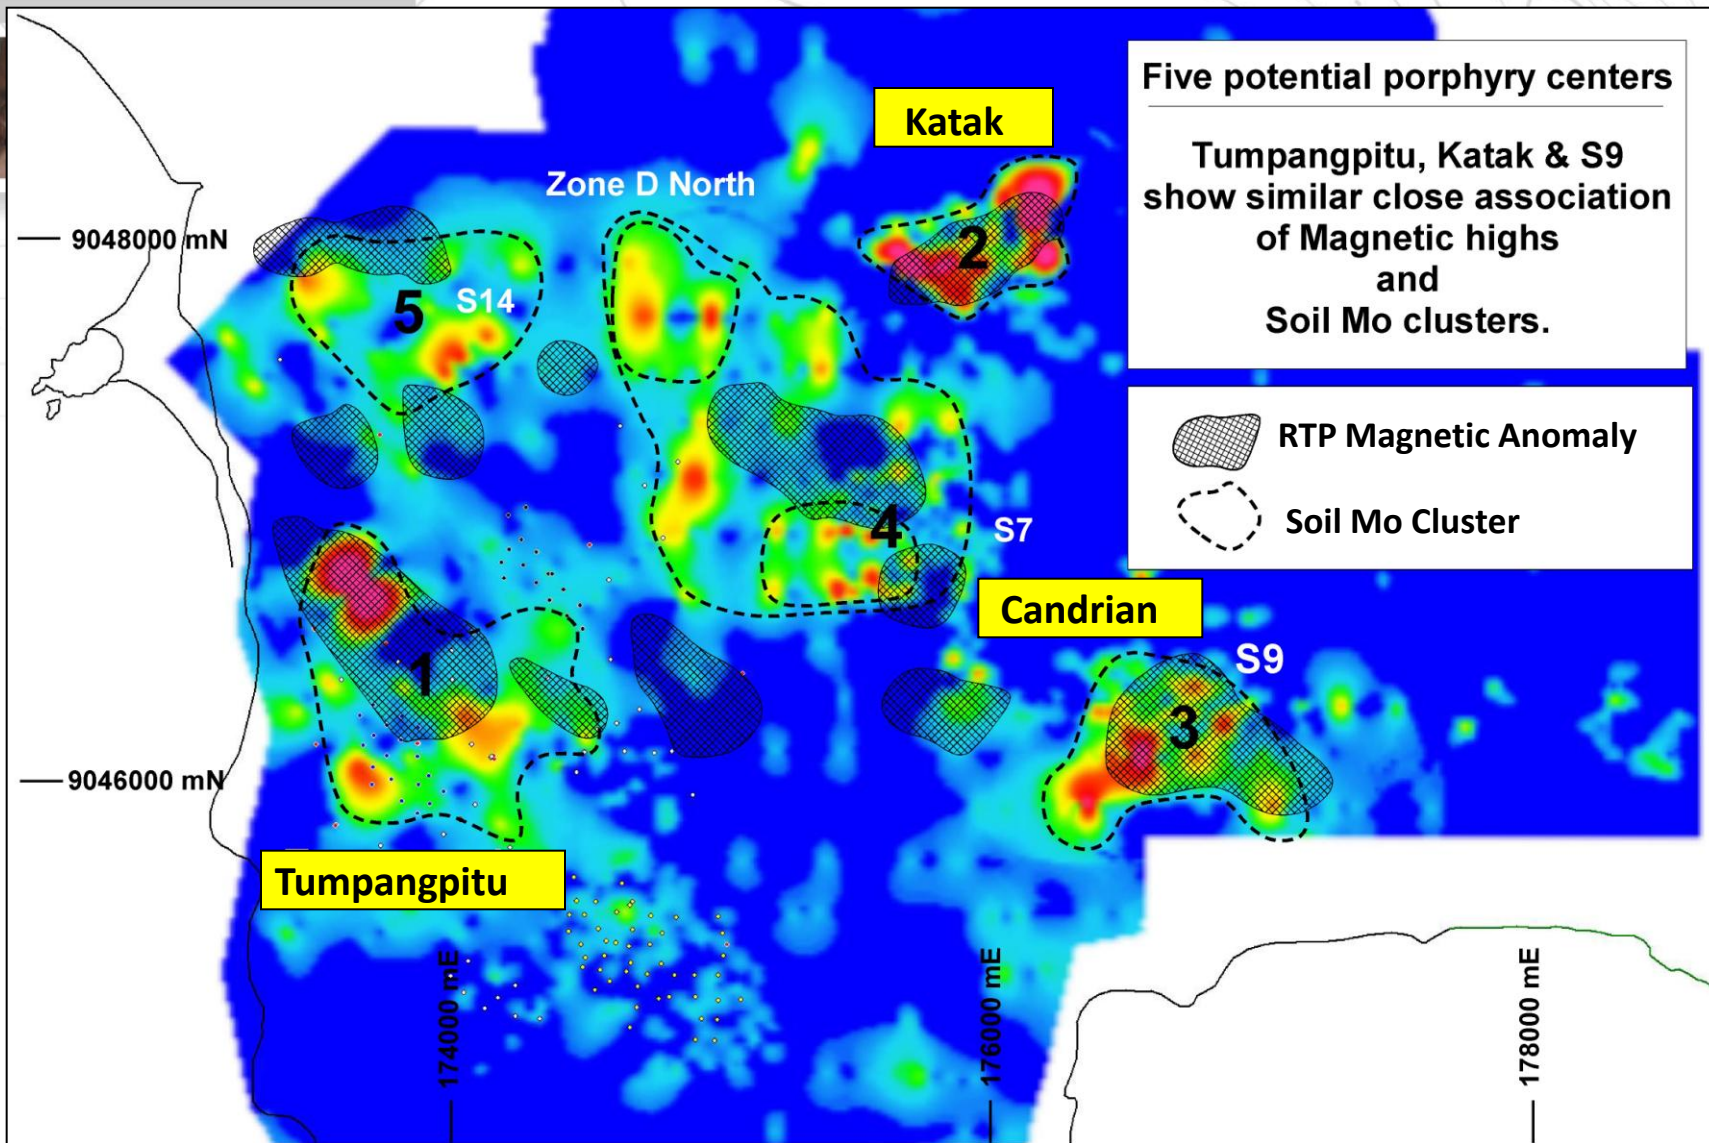 Five potential porphyry centers
Tumpangpitu, Katak & S9
show similar close association
of Magnetic highs
and
Soil Mo clusters.
RTP Magnetic Anomaly
Soil Mo Cluster
Katak
Zone D North
9048000 mN
2
5
S14
4
S7
Candrian
1
S9
3
9046000 mN
Tumpangpitu
174000 mE
176000 mE
178000 mE